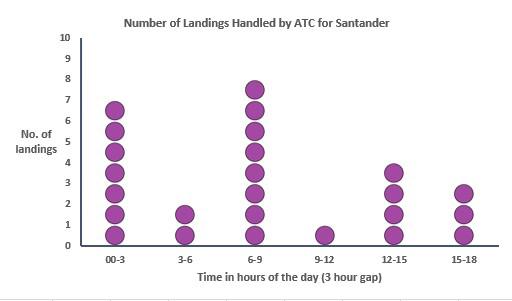 Number of Landings Handled by ATC for Santander
10
9
8
7
6
5
4
3
2
1
0
No. of
landings
00-3 3-6 6-9 9-12 12-15 15-18
Time in hours of the day (3 hour gap)